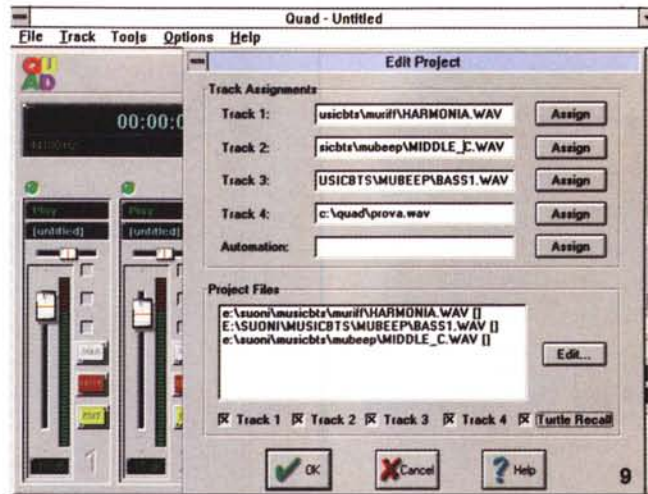 Quad - Untitled
File Track Tools Options Help
QU
AD
Edit Project
00:00:0
Track Assignments
Track 1: usicbts\muriff\HARMONIA.WAV Assign
Track 2: sicbts\mubeep\MIDDLE_C.WAV Assign
Track 3: USICBTS\MUBEEP\BASS1.WAV Assign
Track 4: c:\quad\prova.wav Assign
Automation: Assign
Play Play
[untitled] [untitled]
Project Files
e:\suoni\musicbts\muriff\HARMONIA.WAV []
E:\SUONI\MUSICBTS\MUBEEP\BASS1.WAV []
e:\suoni\musicbts\mubeep\MIDDLE_C.WAV []
Edit...
Track 1 Track 2 Track 3 Track 4 Turtle Recall
OK Cancel Help
1
9